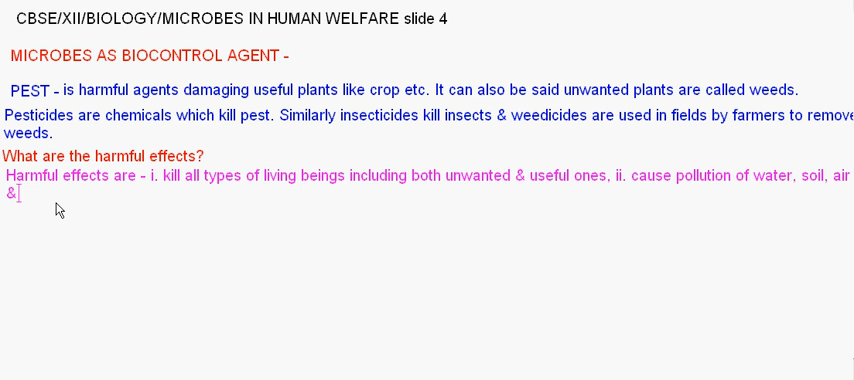 CBSE/XII/BIOLOGY/MICROBES IN HUMAN WELFARE slide 4
MICROBES AS BIOCONTROL AGENT -
PEST - is harmful agents damaging useful plants like crop etc. It can also be said unwanted plants are called weeds.
Pesticides are chemicals which kill pest. Similarly insecticides kill insects & weedicides are used in fields by farmers to remove
weeds.
What are the harmful effects?
Harmful effects are - i. kill all types of living beings including both unwanted & useful ones, ii. cause pollution of water, soil, air
&